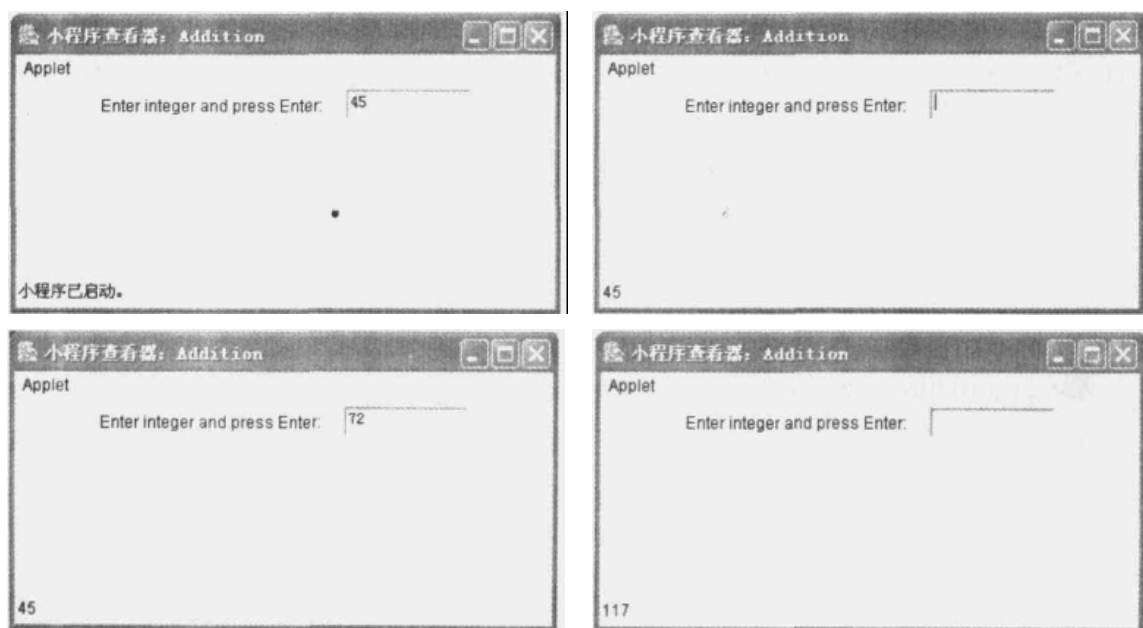 小程序查看器: Addition
Applet
Enter integer and press Enter: 45
小程序已启动。
小程序查看器: Addition
Applet
Enter integer and press Enter:
45
小程序查看器: Addition
Applet
Enter integer and press Enter: 72
45
小程序查看器: Addition
Applet
Enter integer and press Enter:
117